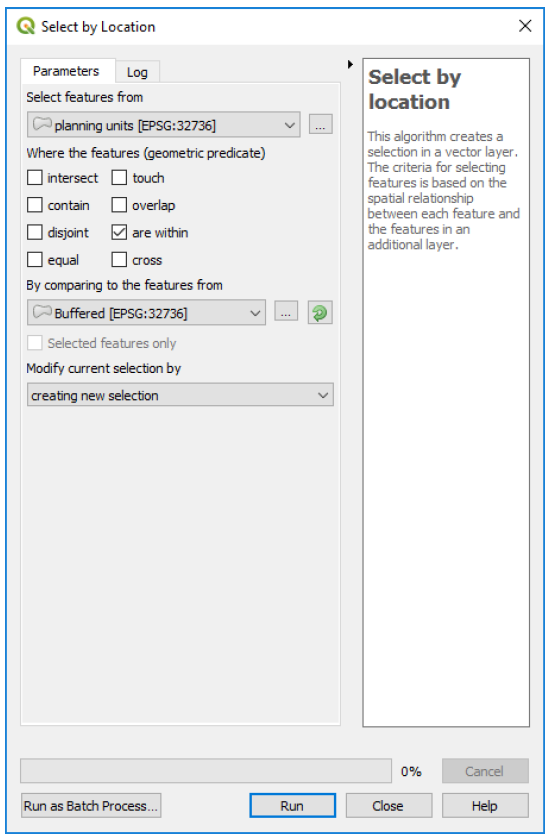 Select by Location
Parameters
Log
Select features from
planning units [EPSG:32736]
...
Where the features (geometric predicate)
intersect
touch
contain
overlap
disjoint
are within
equal
cross
By comparing to the features from
Buffered [EPSG:32736]
...
Selected features only
Modify current selection by
creating new selection
Select by
location
This algorithm creates a
selection in a vector layer.
The criteria for selecting
features is based on the
spatial relationship
between each feature and
the features in an
additional layer.
0%
Cancel
Run as Batch Process...
Run
Close
Help